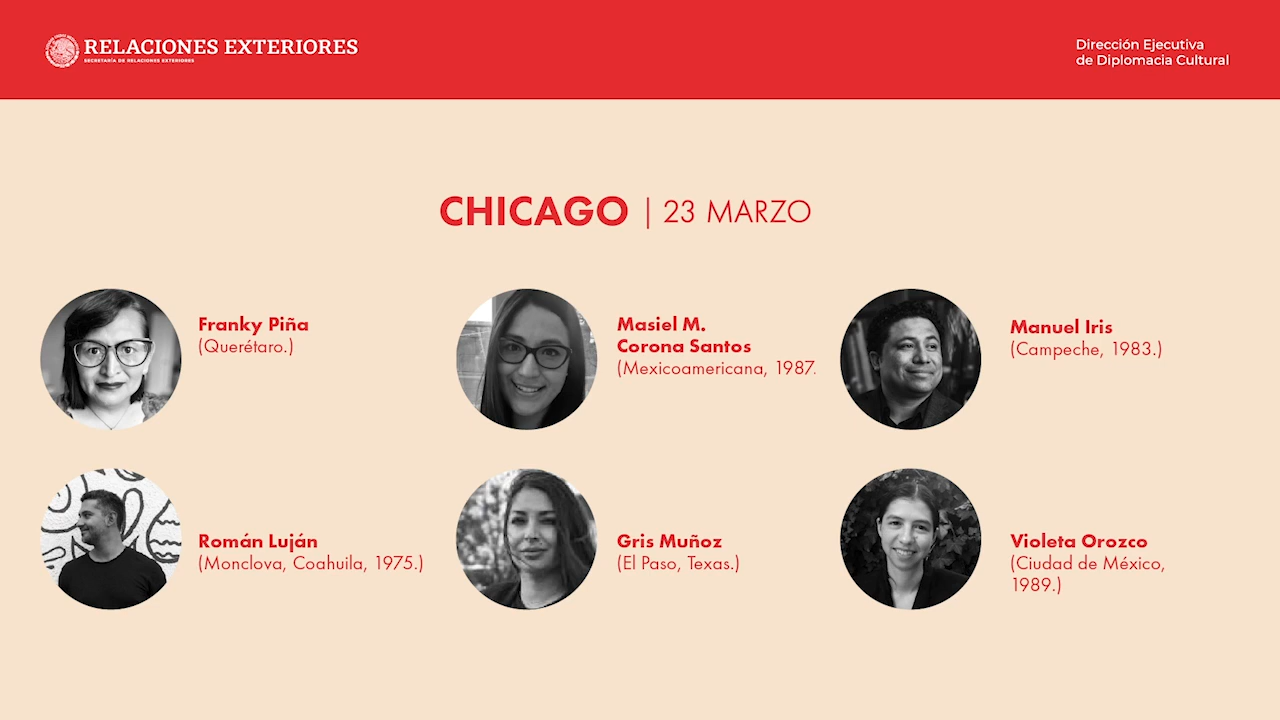 RELACIONES EXTERIORES
SECRETARÍA DE RELACIONES EXTERIORES
Dirección Ejecutiva
de Diplomacia Cultural
CHICAGO | 23 MARZO
Franky Piña
(Querétaro.)
Masiel M.
Corona Santos
(Mexicoamericana, 1987.
Manuel Iris
(Campeche, 1983.)
Román Luján
(Monclova, Coahuila, 1975.)
Gris Muñoz
(El Paso, Texas.)
Violeta Orozco
(Ciudad de México,
1989.)